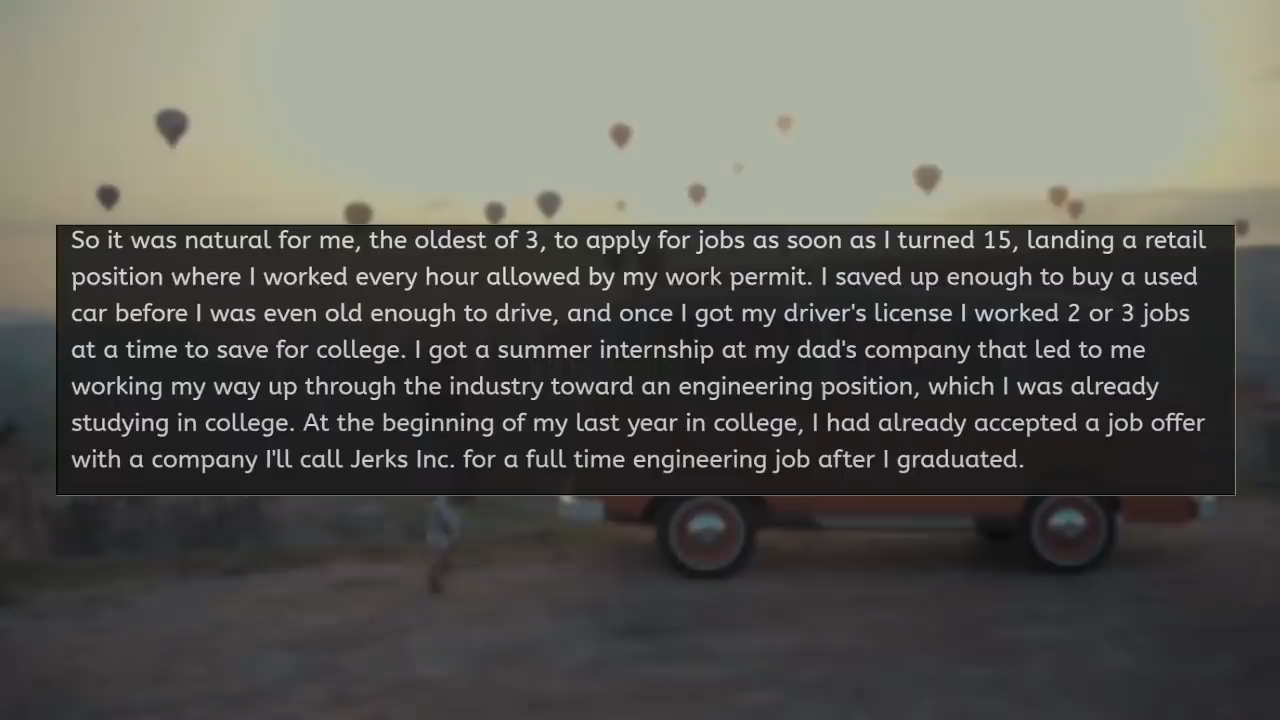 So it was natural for me, the oldest of 3, to apply for jobs as soon as I turned 15, landing a retail
position where I worked every hour allowed by my work permit. I saved up enough to buy a used
car before I was even old enough to drive, and once I got my driver's license I worked 2 or 3 jobs
at a time to save for college. I got a summer internship at my dad's company that led to me
working my way up through the industry toward an engineering position, which I was already
studying in college. At the beginning of my last year in college, I had already accepted a job offer
with a company I'll call Jerks Inc. for a full time engineering job after I graduated.